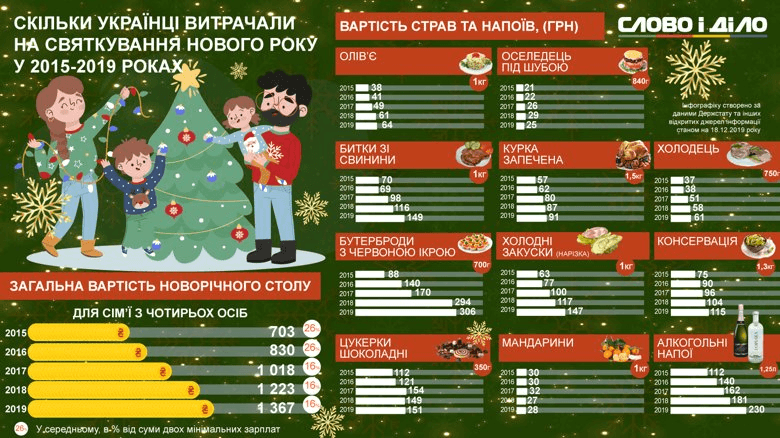 СКІЛЬКИ УКРАЇНЦІ ВИТРАЧАЛИ
НА СВЯТКУВАННЯ НОВОГО РОКУ
У 2015-2019 РОКАХ
ЗАГАЛЬНА ВАРТІСТЬ НОВОРІЧНОГО СТОЛУ
ДЛЯ СІМ'Ї З ЧОТИРЬОХ ОСІБ
2015 703 26%
2016 830 26%
2017 1 018 16%
2018 1 223 16%
2019 1 367 16%
26% У середньому, в % від суми двох мінімальних зарплат
ВАРТІСТЬ СТРАВ ТА НАПОЇВ, (ГРН)
СЛОВО і ДІЛО
Інфографіку створено за
даними Держстату та інших
відкритих джерел інформації
станом на 18.12.2019 року
ОЛІВ'Є
1кг
2015 38
2016 41
2017 49
2018 61
2019 64
ОСЕЛЕДЕЦЬ
ПІД ШУБОЮ
840г
2015 21
2016 22
2017 26
2018 29
2019 25
БИТКИ ЗІ
СВИНИНИ
1кг
2015 70
2016 69
2017 98
2018 116
2019 149
КУРКА
ЗАПЕЧЕНА
1,5кг
2015 57
2016 62
2017 80
2018 87
2019 91
ХОЛОДЕЦЬ
750г
2015 37
2016 38
2017 51
2018 58
2019 61
БУТЕРБРОДИ
З ЧЕРВОНОЮ ІКРОЮ
700г
2015 88
2016 140
2017 170
2018 294
2019 306
ХОЛОДНІ
ЗАКУСКИ (НАРІЗКА)
1кг
2015 63
2016 77
2017 100
2018 117
2019 147
КОНСЕРВАЦІЯ
1,3кг
2015 75
2016 90
2017 96
2018 104
2019 115
ЦУКЕРКИ
ШОКОЛАДНІ
350г
2015 112
2016 121
2017 154
2018 149
2019 151
МАНДАРИНИ
1кг
2015 30
2016 30
2017 32
2018 27
2019 28
АЛКОГОЛЬНІ
НАПОЇ
1,25л
2015 112
2016 140
2017 162
2018 181
2019 230